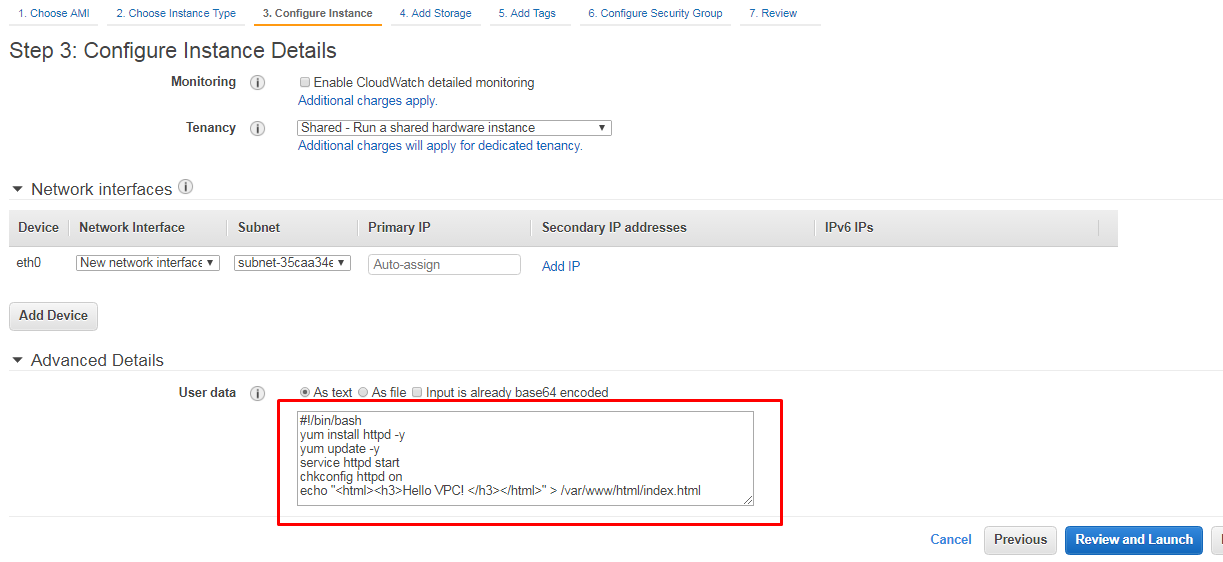 1. Choose AMI 2. Choose Instance Type 3. Configure Instance 4. Add Storage 5. Add Tags 6. Configure Security Group 7. Review
Step 3: Configure Instance Details
Monitoring i Enable CloudWatch detailed monitoring
Additional charges apply.
Tenancy i Shared - Run a shared hardware instance
Additional charges will apply for dedicated tenancy.
Network interfaces i
Device Network Interface Subnet Primary IP Secondary IP addresses IPv6 IPs
eth0 New network interface subnet-35caa34e Auto-assign Add IP
Add Device
Advanced Details
User data i As text As file Input is already base64 encoded
#!/bin/bash
yum install httpd -y
yum update -y
service httpd start
chkconfig httpd on
echo "<html><h3>Hello VPC! </h3></html>" > /var/www/html/index.html
Cancel Previous Review and Launch